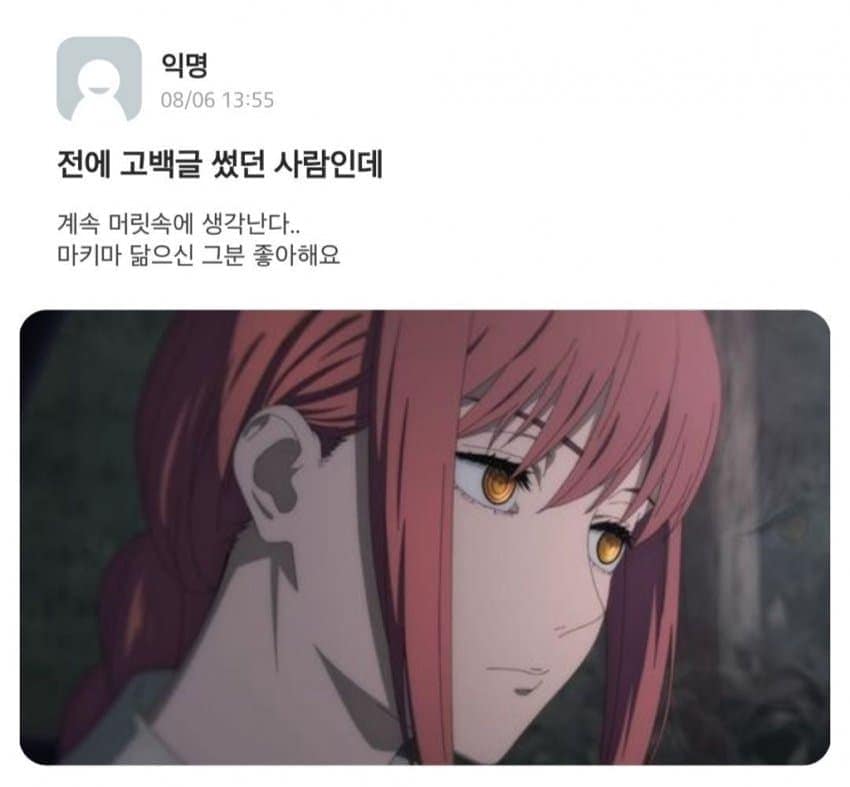 익명
08/06 13:55
전에 고백글 썼던 사람인데
계속 머릿속에 생각난다..
마키마 닮으신 그분 좋아해요